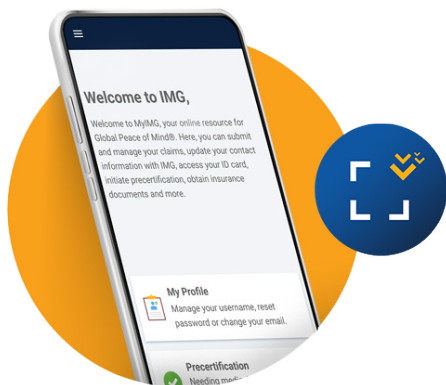 Welcome to IMG,
Welcome to MyIMG, your online resource for
Global Peace of Mind®. Here, you can submit
and manage your claims, update your contact
information with IMG, access your ID card,
initiate precertification, obtain insurance
documents and more.
My Profile
Manage your username, reset
password or change your email.
Precertification
Needing